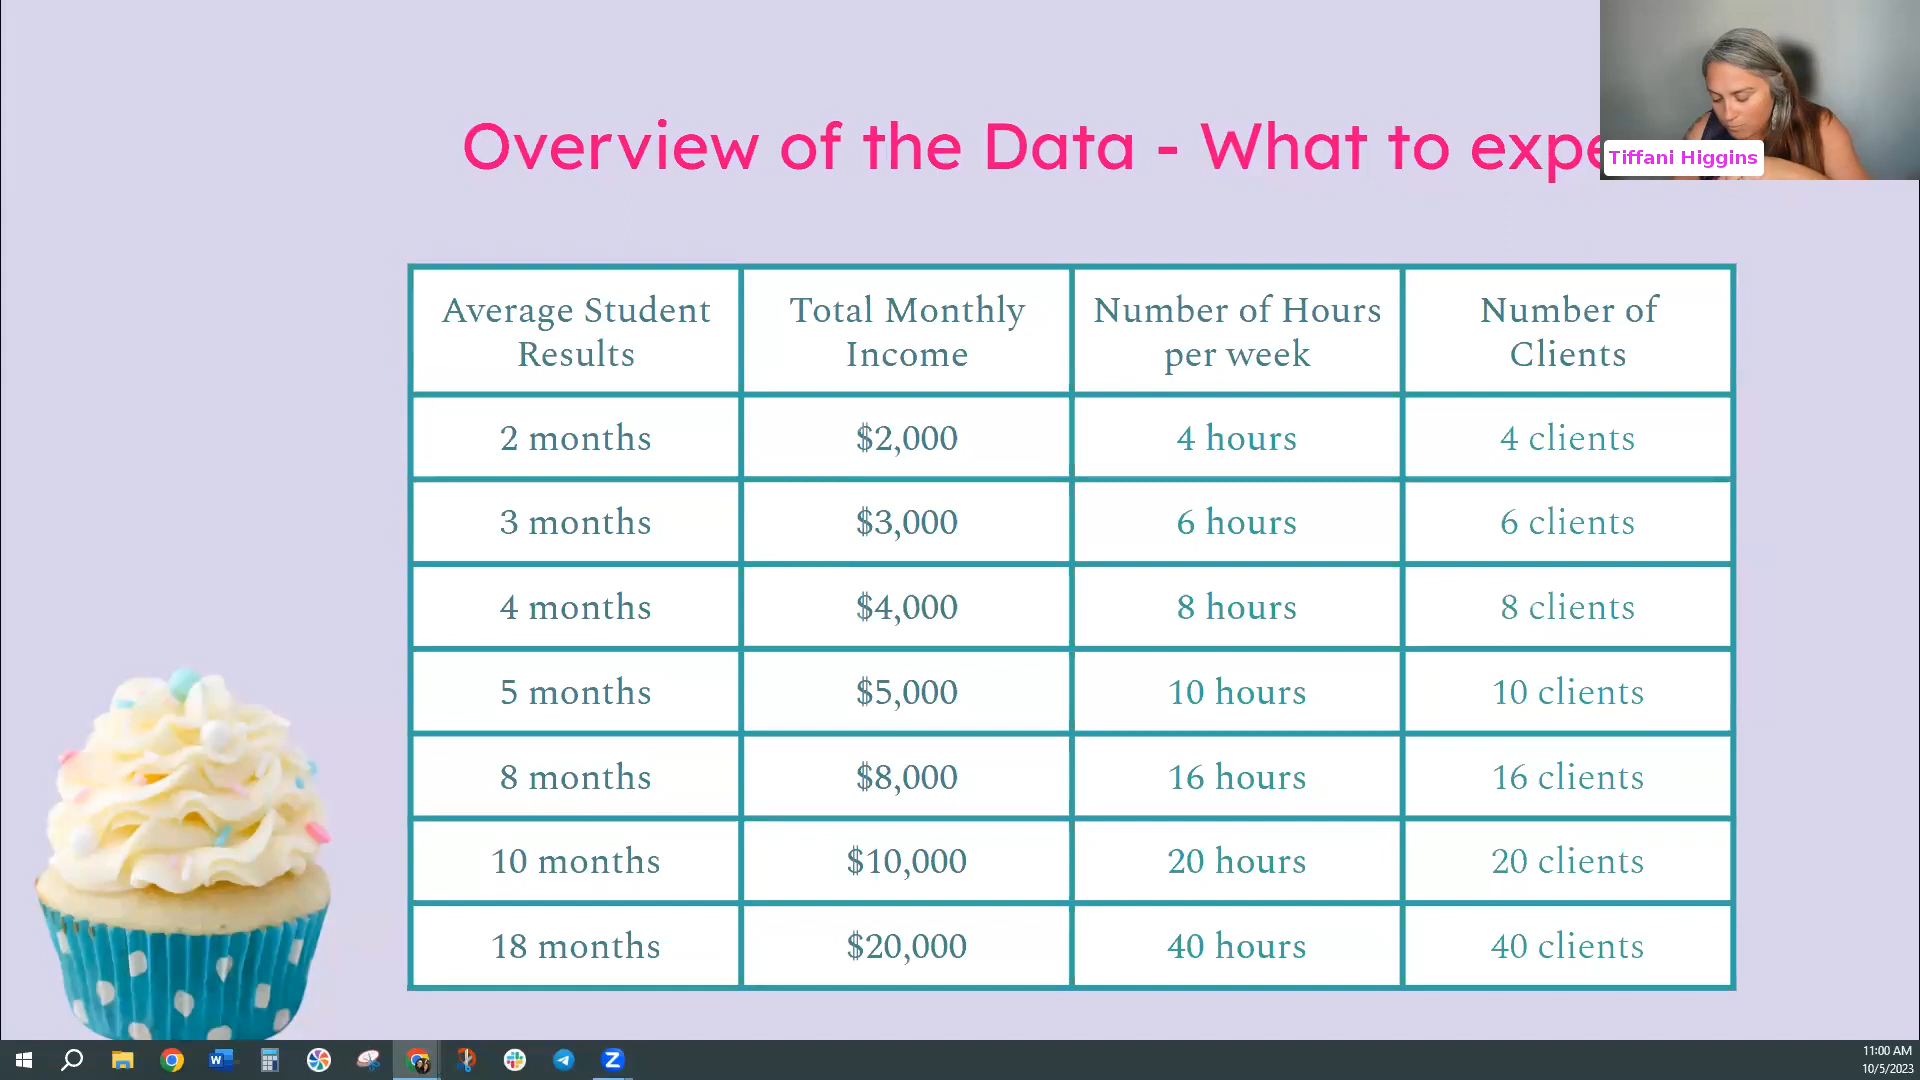 Overview of the Data - What to expe
Tiffani Higgins
Average Student Results
Total Monthly Income
Number of Hours per week
Number of Clients
2 months $2,000 4 hours 4 clients
3 months $3,000 6 hours 6 clients
4 months $4,000 8 hours 8 clients
5 months $5,000 10 hours 10 clients
8 months $8,000 16 hours 16 clients
10 months $10,000 20 hours 20 clients
18 months $20,000 40 hours 40 clients
11:00 AM
10/5/2023